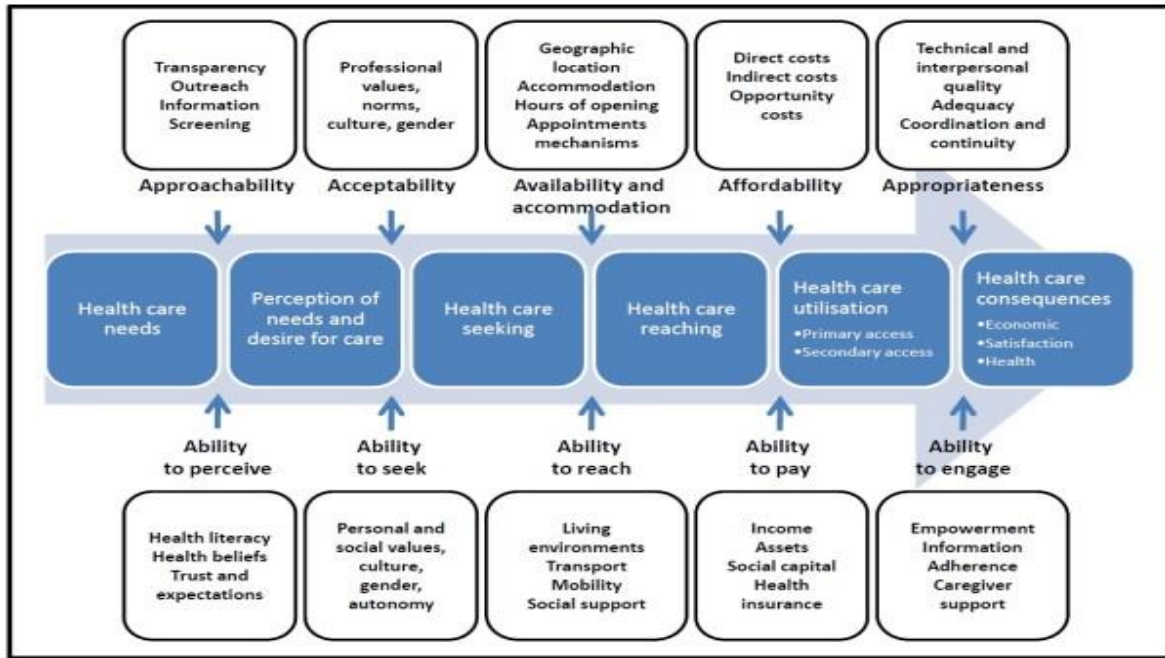 Transparency
Outreach
Information
Screening
Professional
values,
norms,
culture, gender
Geographic
location
Accommodation
Hours of opening
Appointments
mechanisms
Direct costs
Indirect costs
Opportunity
costs
Technical and
interpersonal
quality
Adequacy
Coordination and
continuity
Approachability
Acceptability
Availability and
accommodation
Affordability
Appropriateness
Health care
needs
Perception of
needs and
desire for care
Health care
seeking
Health care
reaching
Health care
utilisation
•Primary access
•Secondary access
Health care
consequences
•Economic
•Satisfaction
•Health
Ability
to perceive
Ability
to seek
Ability
to reach
Ability
to pay
Ability
to engage
Health literacy
Health beliefs
Trust and
expectations
Personal and
social values,
culture,
gender,
autonomy
Living
environments
Transport
Mobility
Social support
Income
Assets
Social capital
Health
insurance
Empowerment
Information
Adherence
Caregiver
support